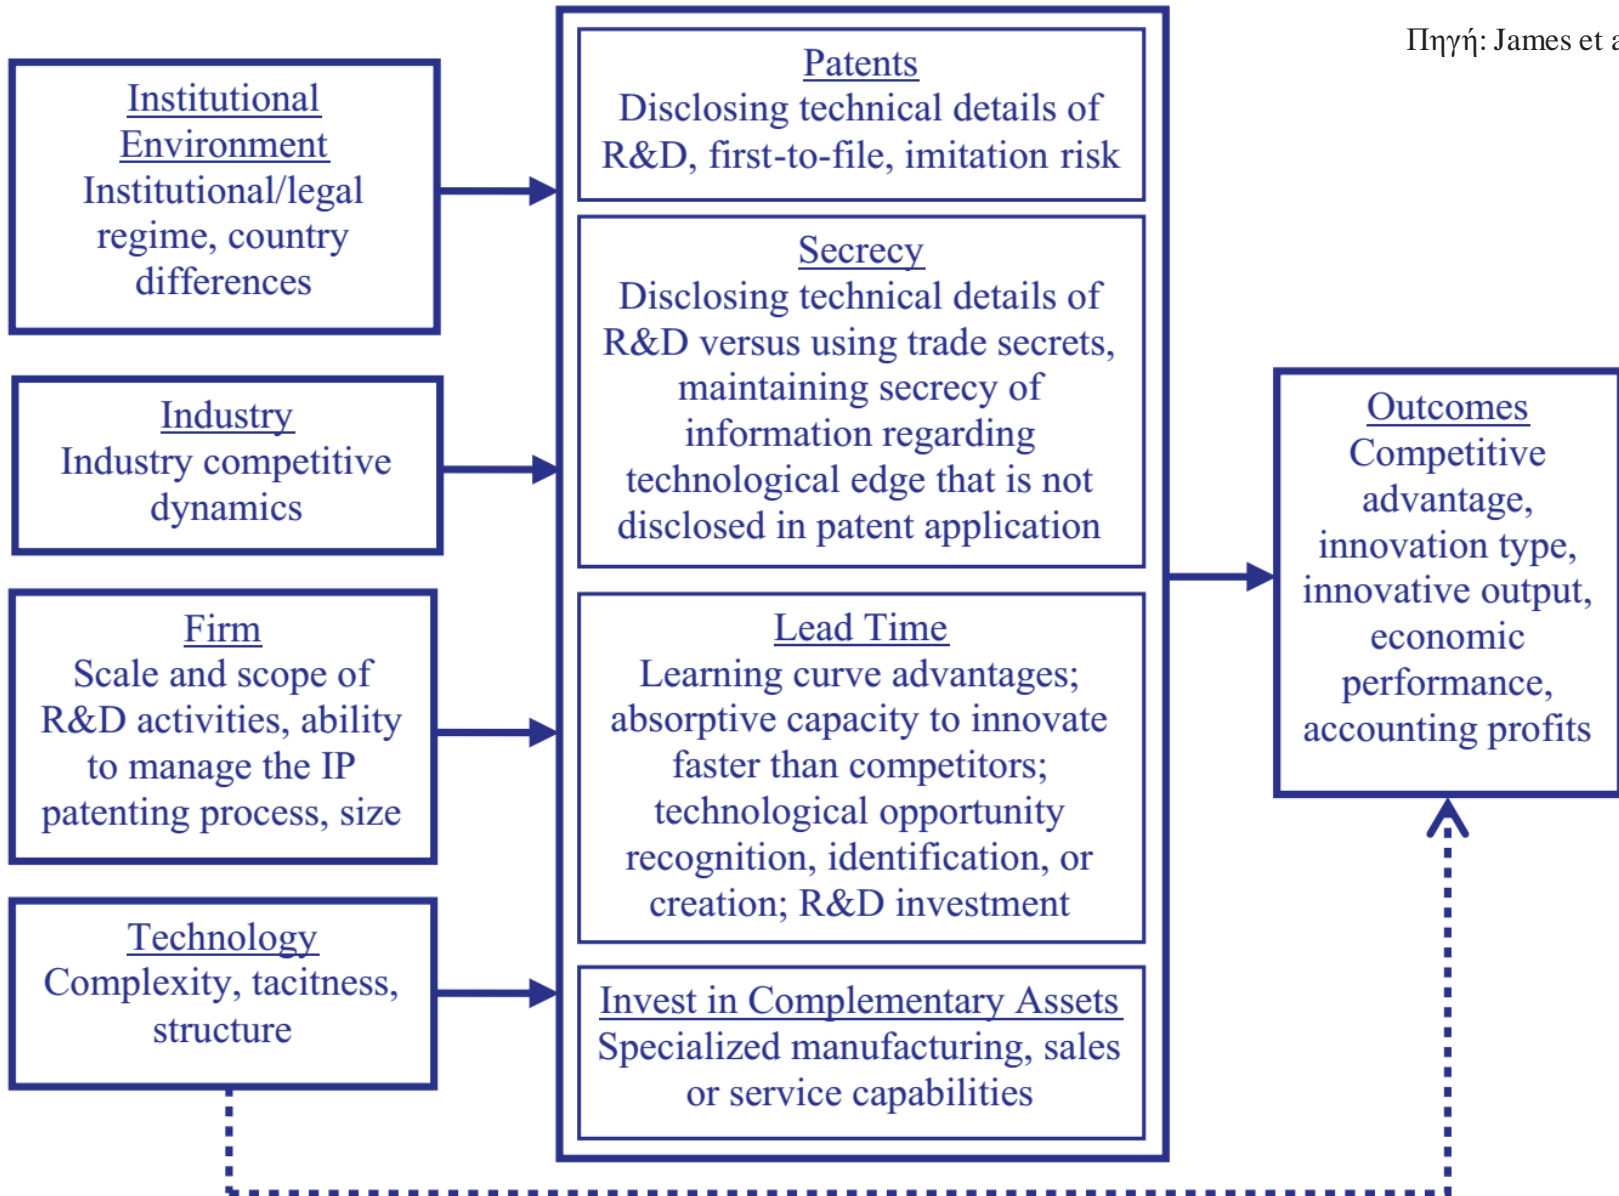 Πηγή: James et a
Institutional
Environment
Institutional/legal
regime, country
differences
Industry
Industry competitive
dynamics
Firm
Scale and scope of
R&D activities, ability
to manage the IP
patenting process, size
Technology
Complexity, tacitness,
structure
Patents
Disclosing technical details of
R&D, first-to-file, imitation risk
Secrecy
Disclosing technical details of
R&D versus using trade secrets,
maintaining secrecy of
information regarding
technological edge that is not
disclosed in patent application
Lead Time
Learning curve advantages;
absorptive capacity to innovate
faster than competitors;
technological opportunity
recognition, identification, or
creation; R&D investment
Invest in Complementary Assets
Specialized manufacturing, sales
or service capabilities
Outcomes
Competitive
advantage,
innovation type,
innovative output,
economic
performance,
accounting profits